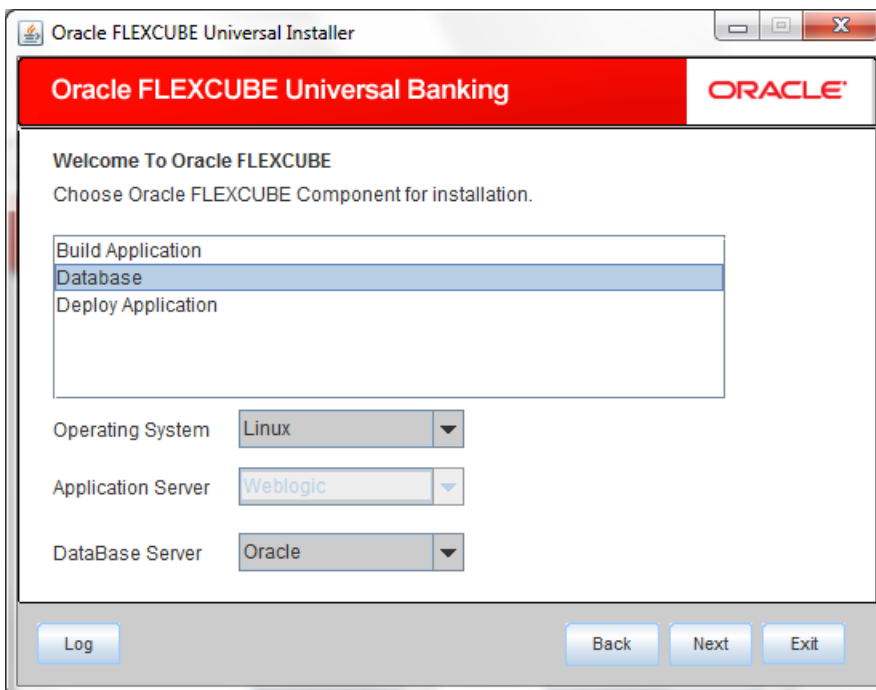 Oracle FLEXCUBE Universal Installer
Oracle FLEXCUBE Universal Banking
ORACLE
Welcome To Oracle FLEXCUBE
Choose Oracle FLEXCUBE Component for installation.
Build Application
Database
Deploy Application
Operating System Linux
Application Server Weblogic
DataBase Server Oracle
Log Back Next Exit